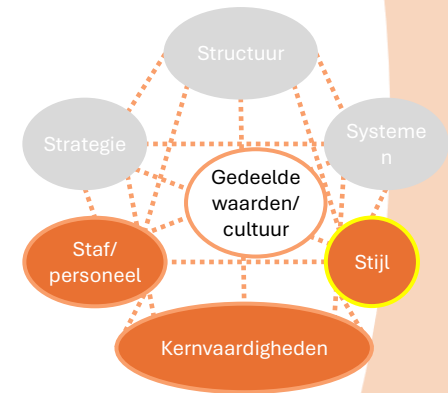 Structuur
Strategie
Systeme
n
Gedeelde
waarden/
cultuur
Staf/
personeel
Stijl
Kernvaardigheden